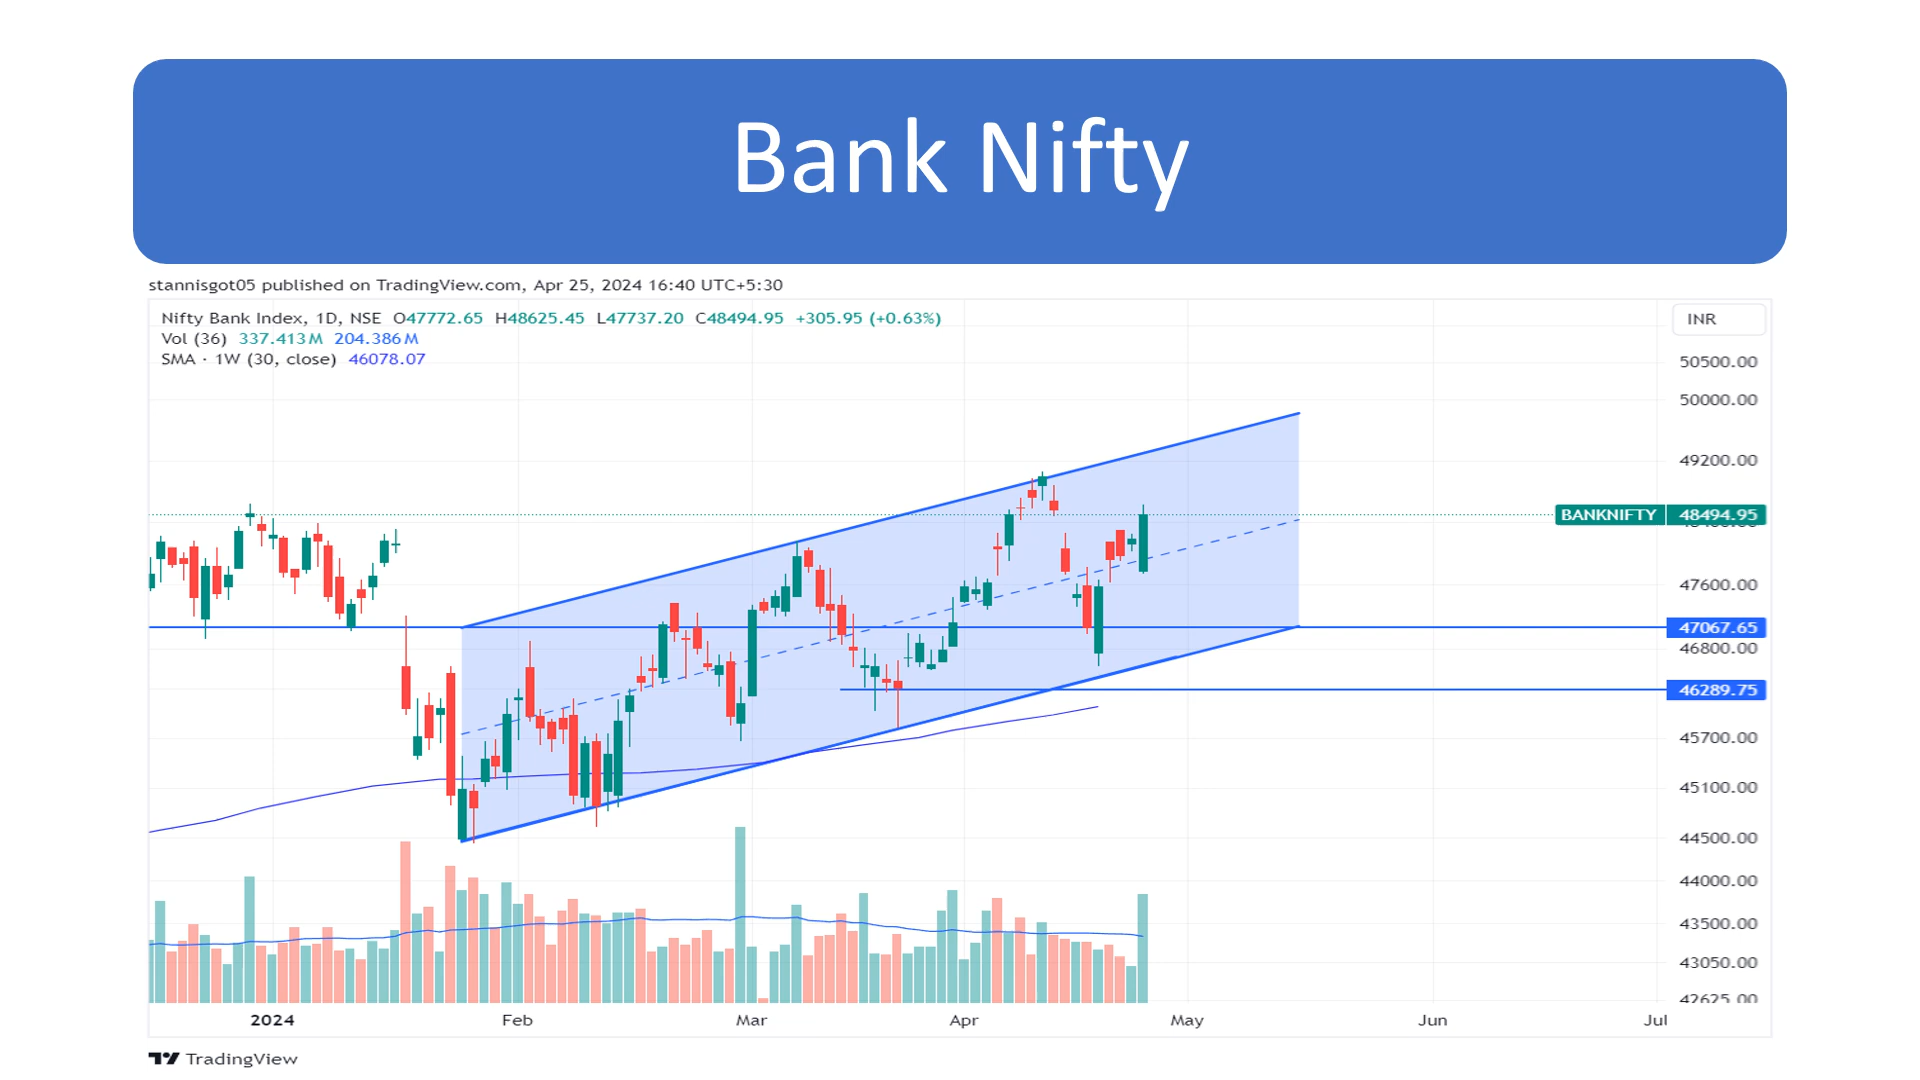 Bank Nifty
stannisgot05 published on TradingView.com, Apr 25, 2024 16:40 UTC+5:30
Nifty Bank Index, 1D, NSE O47772.65 H48625.45 L47737.20 C48494.95 +305.95 (+0.63%)
Vol (36) 337.413M 204.386M
SMA · 1W (30, close) 46078.07
INR
50500.00
50000.00
49200.00
BANKNIFTY 48494.95
47600.00
47067.65
46800.00
46289.75
45700.00
45100.00
44500.00
44000.00
43500.00
43050.00
42625.00
2024 Feb Mar Apr May Jun Jul
TradingView